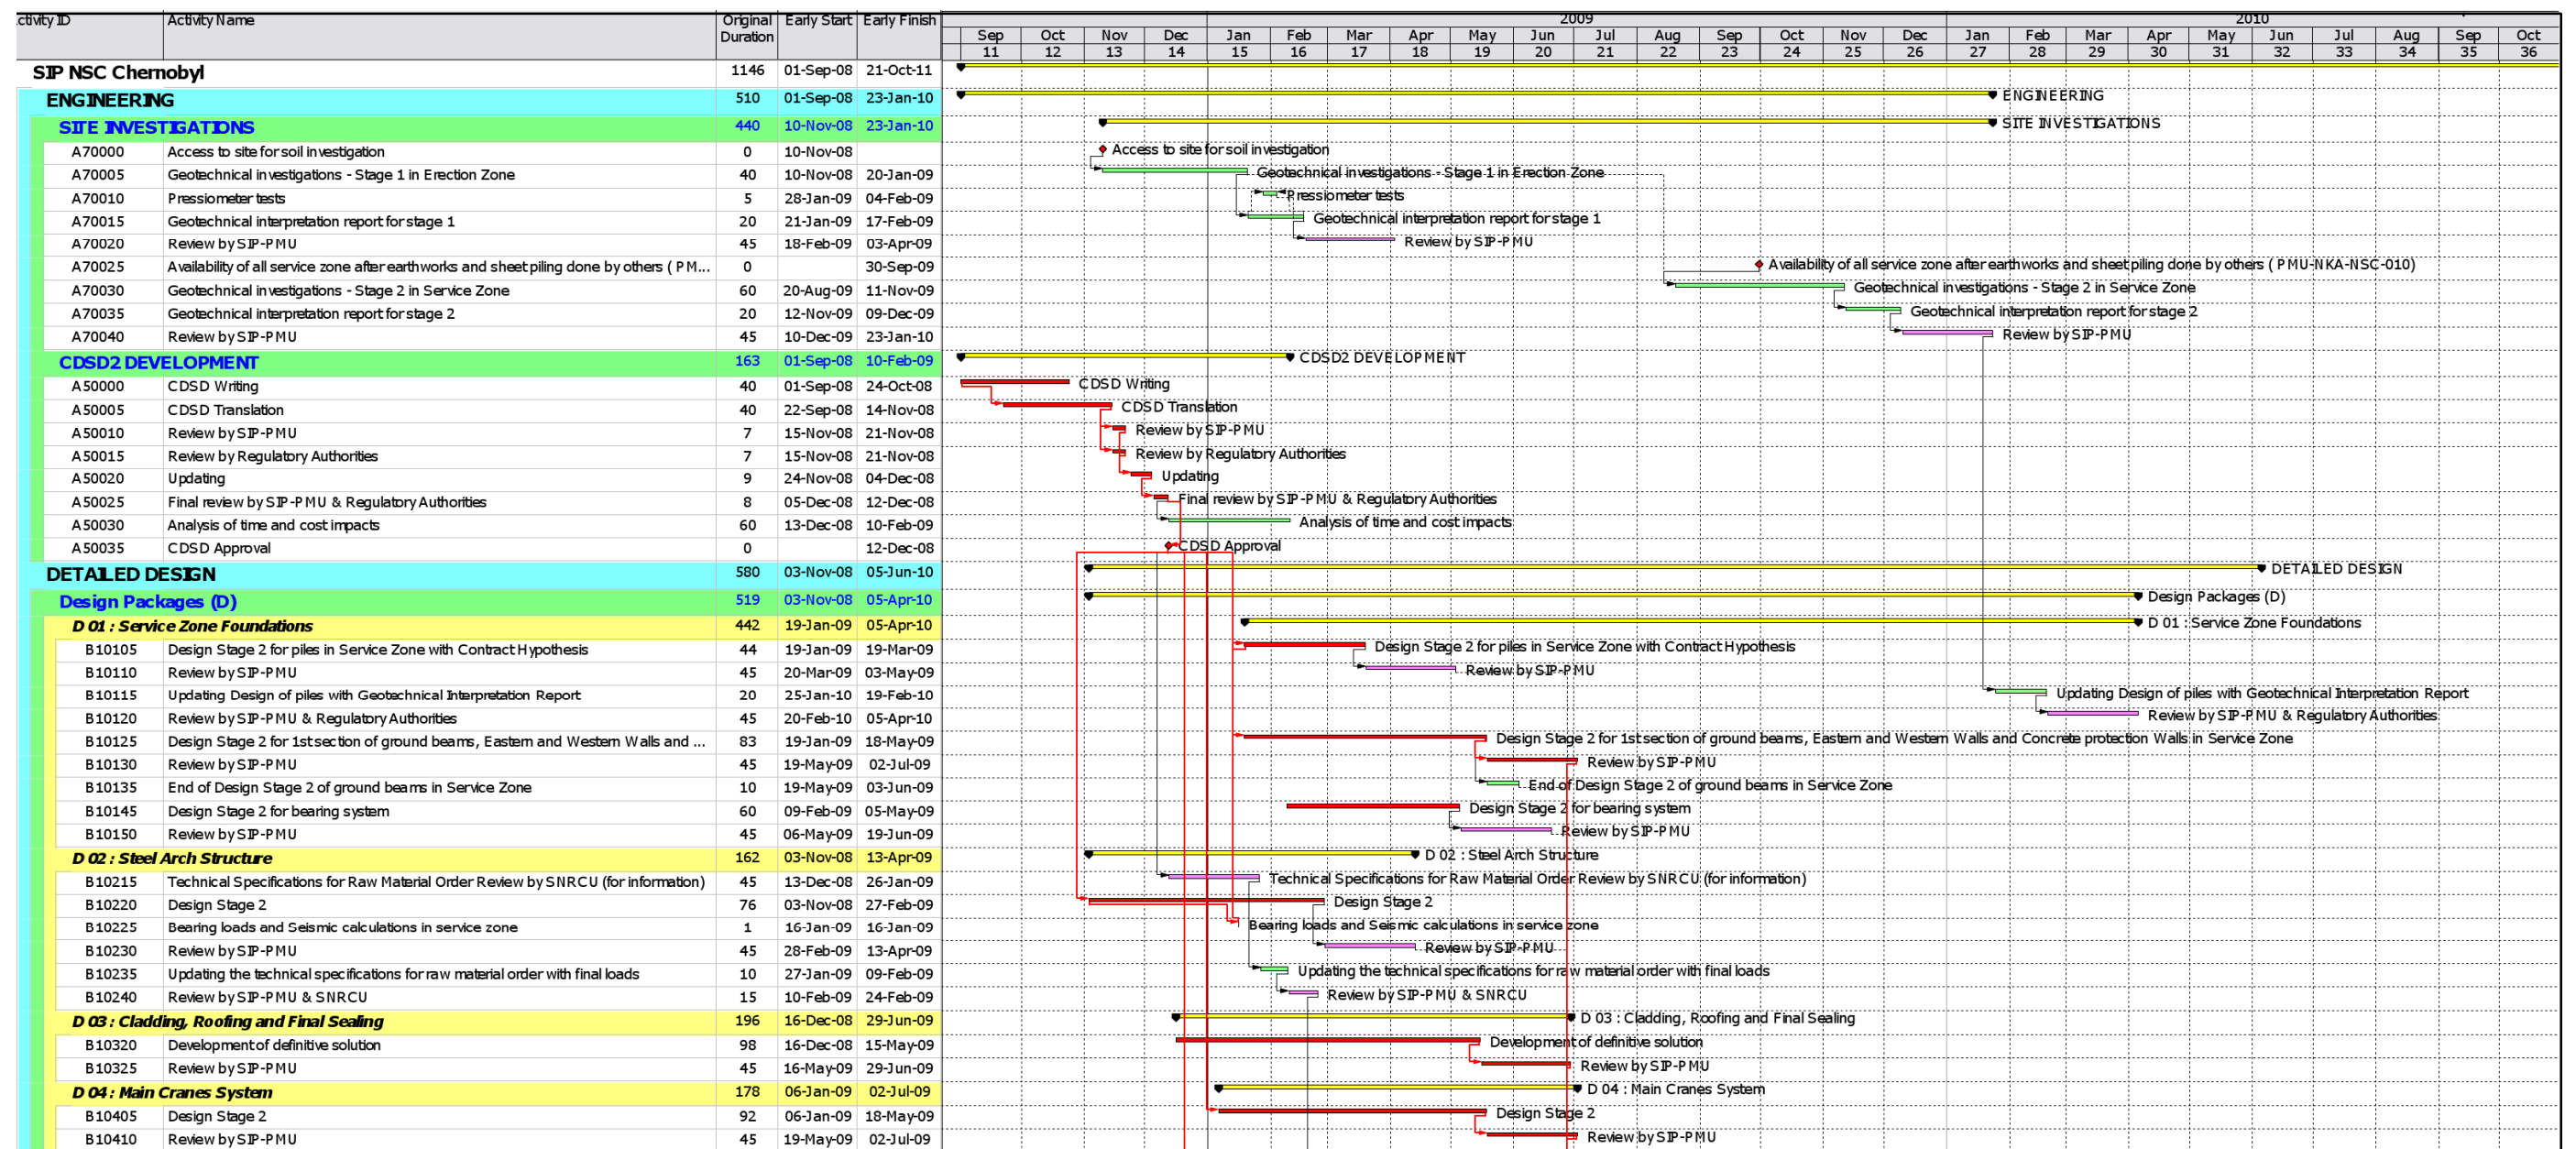 ctivity ID Activity Name Original Duration Early Start Early Finish 2009 2010
Sep Oct Nov Dec Jan Feb Mar Apr May Jun Jul Aug Sep Oct Nov Dec Jan Feb Mar Apr May Jun Jul Aug Sep Oct
11 12 13 14 15 16 17 18 19 20 21 22 23 24 25 26 27 28 29 30 31 32 33 34 35 36
SIP NSC Chernobyl 1146 01-Sep-08 21-Oct-11
ENGINEERING 510 01-Sep-08 23-Jan-10 ENGINEERING
SITE INVESTIGATIONS 440 10-Nov-08 23-Jan-10 SITE INVESTIGATIONS
A70000 Access to site for soil investigation 0 10-Nov-08 Access to site for soil investigation
A70005 Geotechnical investigations - Stage 1 in Erection Zone 40 10-Nov-08 20-Jan-09 Geotechnical investigations - Stage 1 in Erection Zone
A70010 Pressiometer tests 5 28-Jan-09 04-Feb-09 Pressiometer tests
A70015 Geotechnical interpretation report for stage 1 20 21-Jan-09 17-Feb-09 Geotechnical interpretation report for stage 1
A70020 Review by SIP-PMU 45 18-Feb-09 03-Apr-09 Review by SIP-PMU
A70025 Availability of all service zone after earthworks and sheet piling done by others ( PM... 0 30-Sep-09 Availability of all service zone after earthworks and sheet piling done by others ( PMU-NKA-NSC-010)
A70030 Geotechnical investigations - Stage 2 in Service Zone 60 20-Aug-09 11-Nov-09 Geotechnical investigations - Stage 2 in Service Zone
A70035 Geotechnical interpretation report for stage 2 20 12-Nov-09 09-Dec-09 Geotechnical interpretation report for stage 2
A70040 Review by SIP-PMU 45 10-Dec-09 23-Jan-10 Review by SIP-PMU
CDSD2 DEVELOPMENT 163 01-Sep-08 10-Feb-09 CDSD2 DEVELOPMENT
A50000 CDSD Writing 40 01-Sep-08 24-Oct-08 CDSD Writing
A50005 CDSD Translation 40 22-Sep-08 14-Nov-08 CDSD Translation
A50010 Review by SIP-PMU 7 15-Nov-08 21-Nov-08 Review by SIP-PMU
A50015 Review by Regulatory Authorities 7 15-Nov-08 21-Nov-08 Review by Regulatory Authorities
A50020 Updating 9 24-Nov-08 04-Dec-08 Updating
A50025 Final review by SIP-PMU & Regulatory Authorities 8 05-Dec-08 12-Dec-08 Final review by SIP-PMU & Regulatory Authorities
A50030 Analysis of time and cost impacts 60 13-Dec-08 10-Feb-09 Analysis of time and cost impacts
A50035 CDSD Approval 0 12-Dec-08 CDSD Approval
DETAILED DESIGN 580 03-Nov-08 05-Jun-10 DETAILED DESIGN
Design Packages (D) 519 03-Nov-08 05-Apr-10 Design Packages (D)
D 01 : Service Zone Foundations 442 19-Jan-09 05-Apr-10 D 01 : Service Zone Foundations
B10105 Design Stage 2 for piles in Service Zone with Contract Hypothesis 44 19-Jan-09 19-Mar-09 Design Stage 2 for piles in Service Zone with Contract Hypothesis
B10110 Review by SIP-PMU 45 20-Mar-09 03-May-09 Review by SIP-PMU
B10115 Updating Design of piles with Geotechnical Interpretation Report 20 25-Jan-10 19-Feb-10 Updating Design of piles with Geotechnical Interpretation Report
B10120 Review by SIP-PMU & Regulatory Authorities 45 20-Feb-10 05-Apr-10 Review by SIP-PMU & Regulatory Authorities
B10125 Design Stage 2 for 1st section of ground beams, Eastern and Western Walls and ... 83 19-Jan-09 18-May-09 Design Stage 2 for 1st section of ground beams, Eastern and Western Walls and Concrete protection Walls in Service Zone
B10130 Review by SIP-PMU 45 19-May-09 02-Jul-09 Review by SIP-PMU
B10135 End of Design Stage 2 of ground beams in Service Zone 10 19-May-09 03-Jun-09 End of Design Stage 2 of ground beams in Service Zone
B10145 Design Stage 2 for bearing system 60 09-Feb-09 05-May-09 Design Stage 2 for bearing system
B10150 Review by SIP-PMU 45 06-May-09 19-Jun-09 Review by SIP-PMU
D 02 : Steel Arch Structure 162 03-Nov-08 13-Apr-09 D 02 : Steel Arch Structure
B10215 Technical Specifications for Raw Material Order Review by SNRCU (for information) 45 13-Dec-08 26-Jan-09 Technical Specifications for Raw Material Order Review by SNRCU (for information)
B10220 Design Stage 2 76 03-Nov-08 27-Feb-09 Design Stage 2
B10225 Bearing loads and Seismic calculations in service zone 1 16-Jan-09 16-Jan-09 Bearing loads and Seismic calculations in service zone
B10230 Review by SIP-PMU 45 28-Feb-09 13-Apr-09 Review by SIP-PMU
B10235 Updating the technical specifications for raw material order with final loads 10 27-Jan-09 09-Feb-09 Updating the technical specifications for raw material order with final loads
B10240 Review by SIP-PMU & SNRCU 15 10-Feb-09 24-Feb-09 Review by SIP-PMU & SNRCU
D 03 : Cladding, Roofing and Final Sealing 196 16-Dec-08 29-Jun-09 D 03 : Cladding, Roofing and Final Sealing
B10320 Development of definitive solution 98 16-Dec-08 15-May-09 Development of definitive solution
B10325 Review by SIP-PMU 45 16-May-09 29-Jun-09 Review by SIP-PMU
D 04 : Main Cranes System 178 06-Jan-09 02-Jul-09 D 04 : Main Cranes System
B10405 Design Stage 2 92 06-Jan-09 18-May-09 Design Stage 2
B10410 Review by SIP-PMU 45 19-May-09 02-Jul-09 Review by SIP-PMU